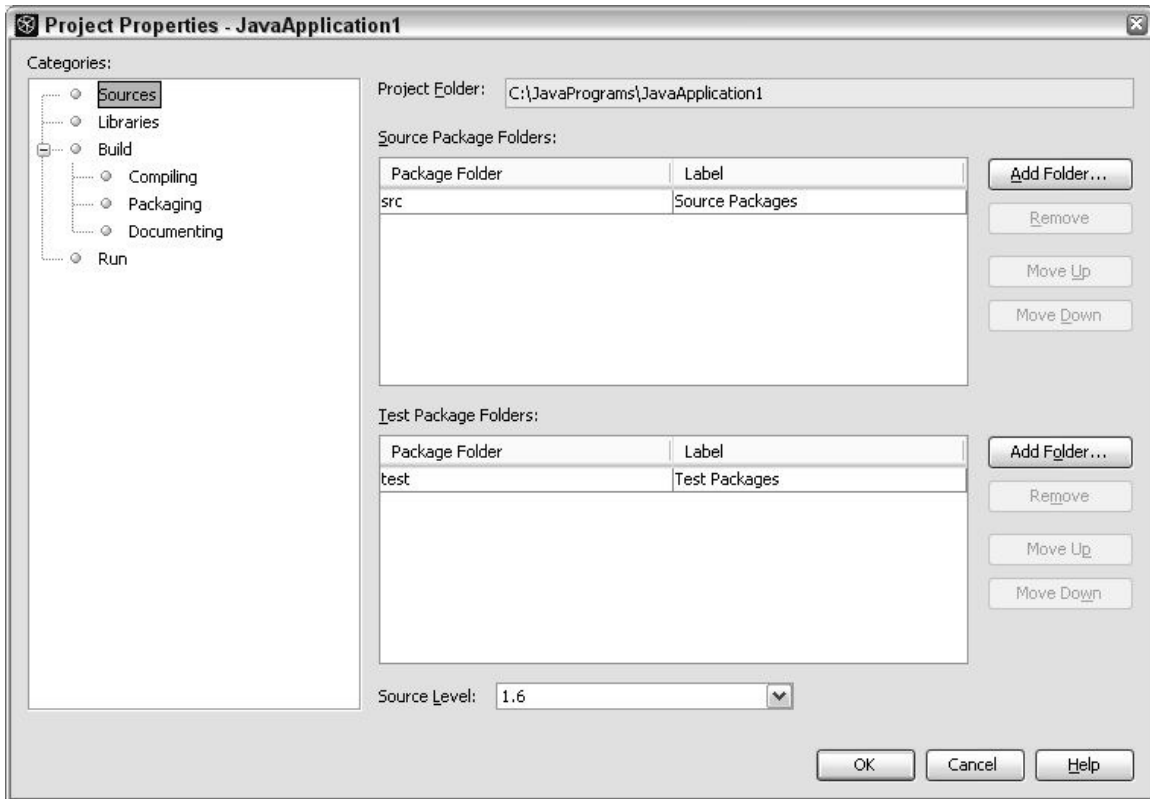 Project Properties - JavaApplication1
Categories:
Sources
Libraries
Build
Compiling
Packaging
Documenting
Run
Project Folder: C:\JavaPrograms\JavaApplication1
Source Package Folders:
Package Folder Label
src Source Packages
Add Folder...
Remove
Move Up
Move Down
Test Package Folders:
Package Folder Label
test Test Packages
Add Folder...
Remove
Move Up
Move Down
Source Level: 1.6
OK Cancel Help